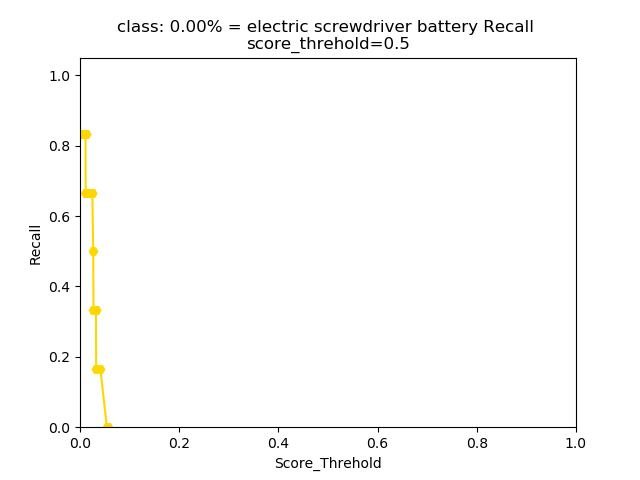 class: 0.00% = electric screwdriver battery Recall
score_threhold=0.5
1.0
0.8
0.6
0.4
0.2
0.0
Recall
0.0 0.2 0.4 0.6 0.8 1.0
Score_Threhold